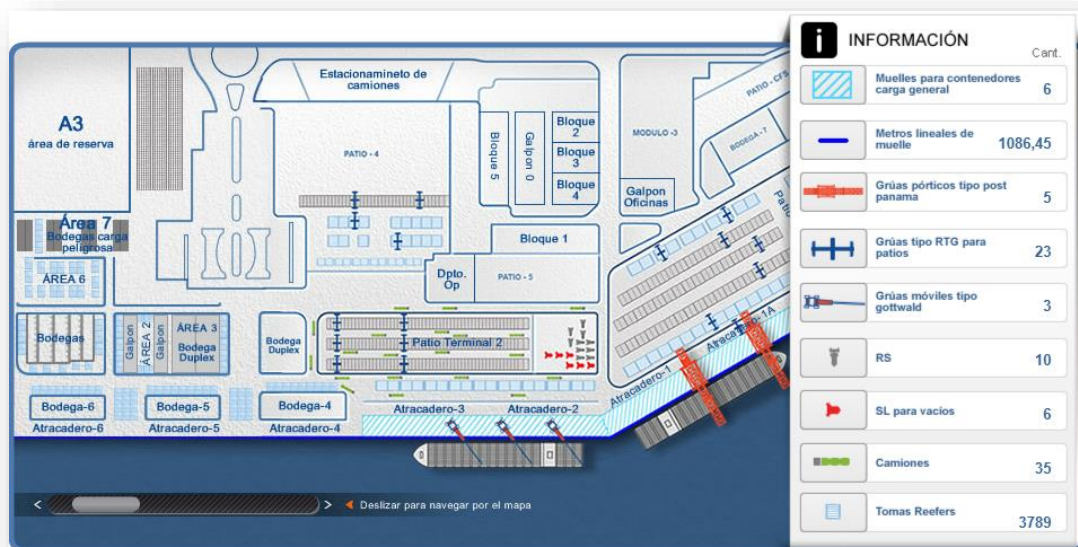 INFORMACIÓN
Cant.
Muelles para contenedores
carga general
6
Metros lineales de
muelle
1086,45
Grúas pórticos tipo post
panama
5
Grúas tipo RTG para
patios
23
Grúas móviles tipo
gottwald
3
RS
10
SL para vacios
6
Camiones
35
Tomas Reefers
3789
Estacionamineto de
camiones
A3
área de reserva
PATIO - 4
Bloque 5
Galpon 0
Bloque
2
Bloque
3
Bloque
4
MODULO -3
PATIO - CFS
BODEGA - 7
Galpon
Oficinas
Patio
Área 7
Bodegas carga
peligrosa
Bloque 1
ÁREA 6
Dpto.
Op
PATIO - 5
Bodegas
Galpon
ÁREA 2
Galpon
ÁREA 3
Bodega
Duplex
Bodega
Duplex
Patio Terminal 2
Atracadero-1A
Atracadero-1
Bodega-6
Bodega-5
Bodega-4
Atracadero-3
Atracadero-2
Atracadero-6
Atracadero-5
Atracadero-4
< > Deslizar para navegar por el mapa